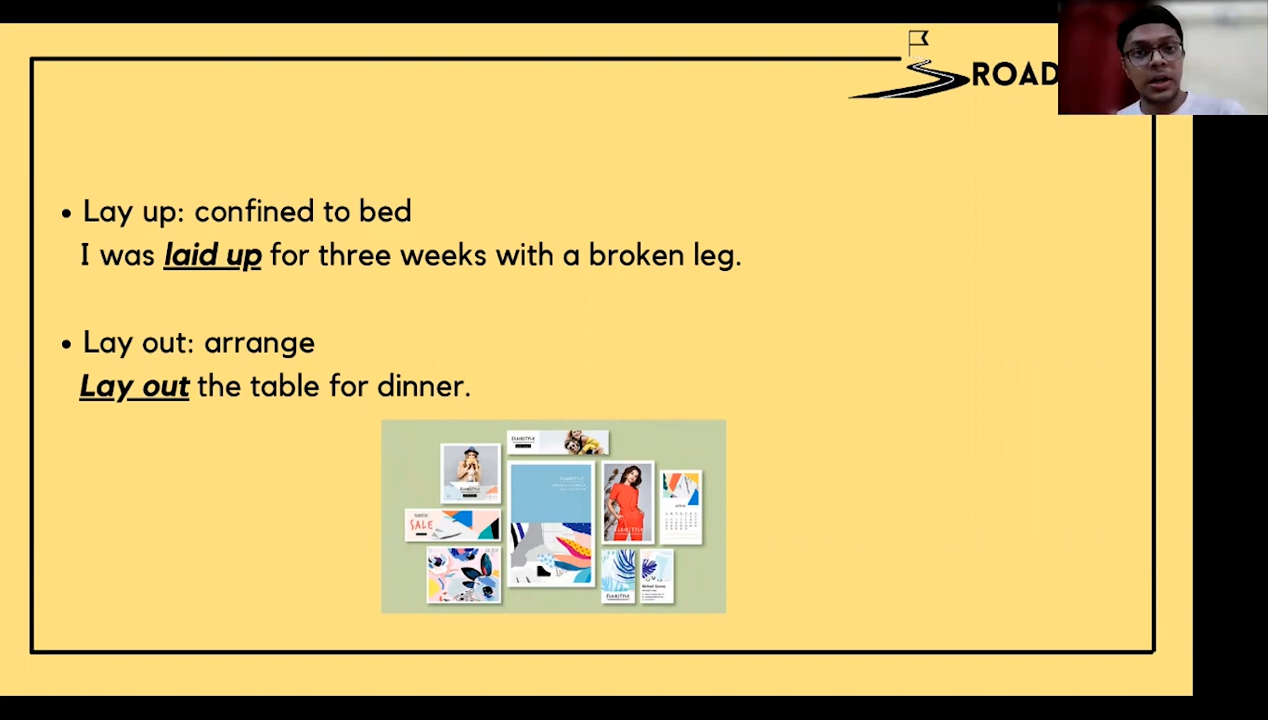 ROAD
• Lay up: confined to bed
I was laid up for three weeks with a broken leg.
• Lay out: arrange
Lay out the table for dinner.
SALE